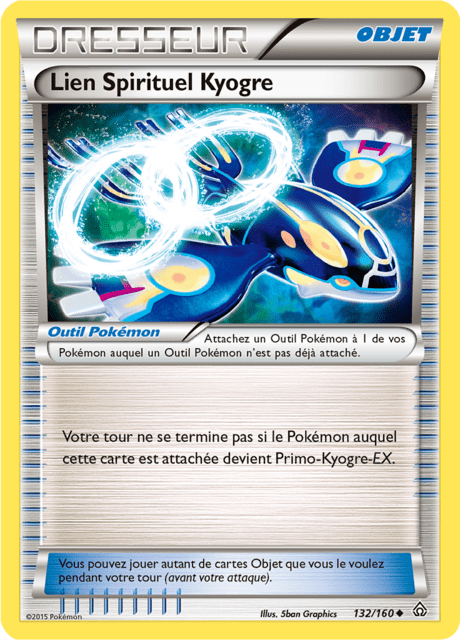 DRESSEUR
OBJET
Lien Spirituel Kyogre
Outil Pokémon
Attachez un Outil Pokémon à 1 de vos
Pokémon auquel un Outil Pokémon n'est pas déjà attaché.
Votre tour ne se termine pas si le Pokémon auquel
cette carte est attachée devient Primo-Kyogre-EX.
Vous pouvez jouer autant de cartes Objet que vous le voulez
pendant votre tour (avant votre attaque).
©2015 Pokémon
Illus. 5ban Graphics
132/160